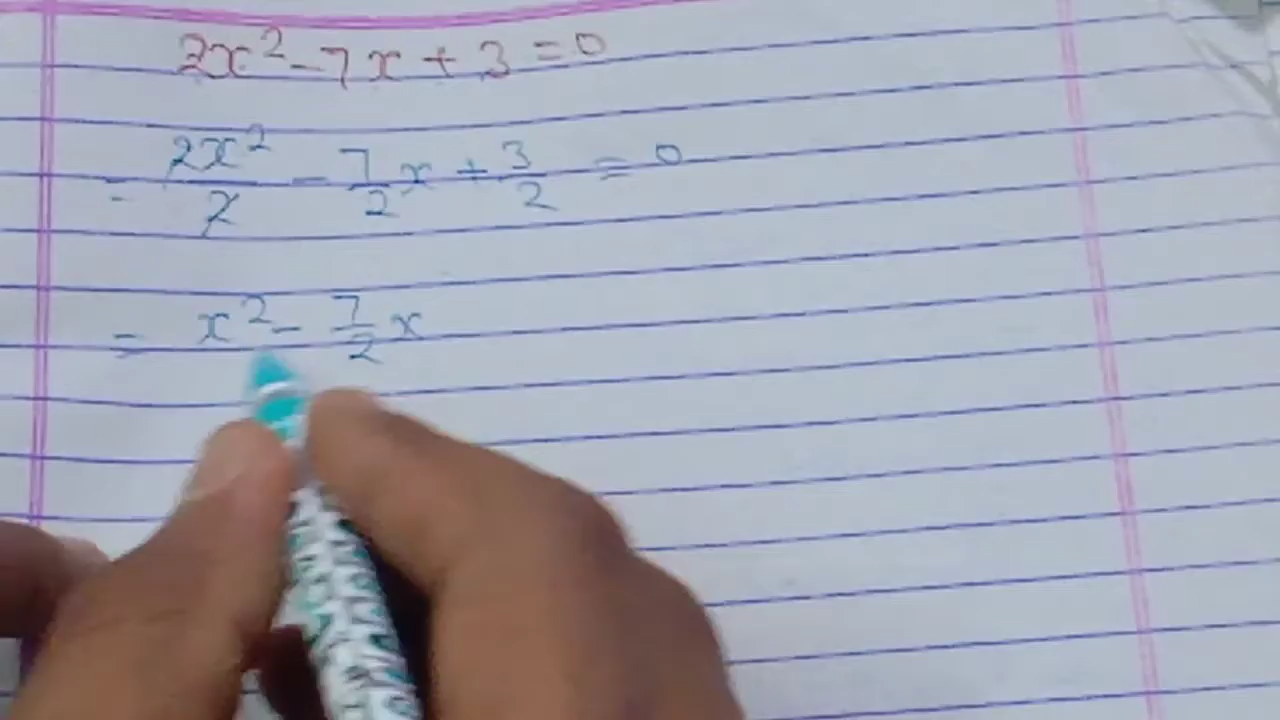 2x² - 7x + 3 = 0
= 2x²/2 - 7/2 x + 3/2 = 0
= x² - 7/2 x